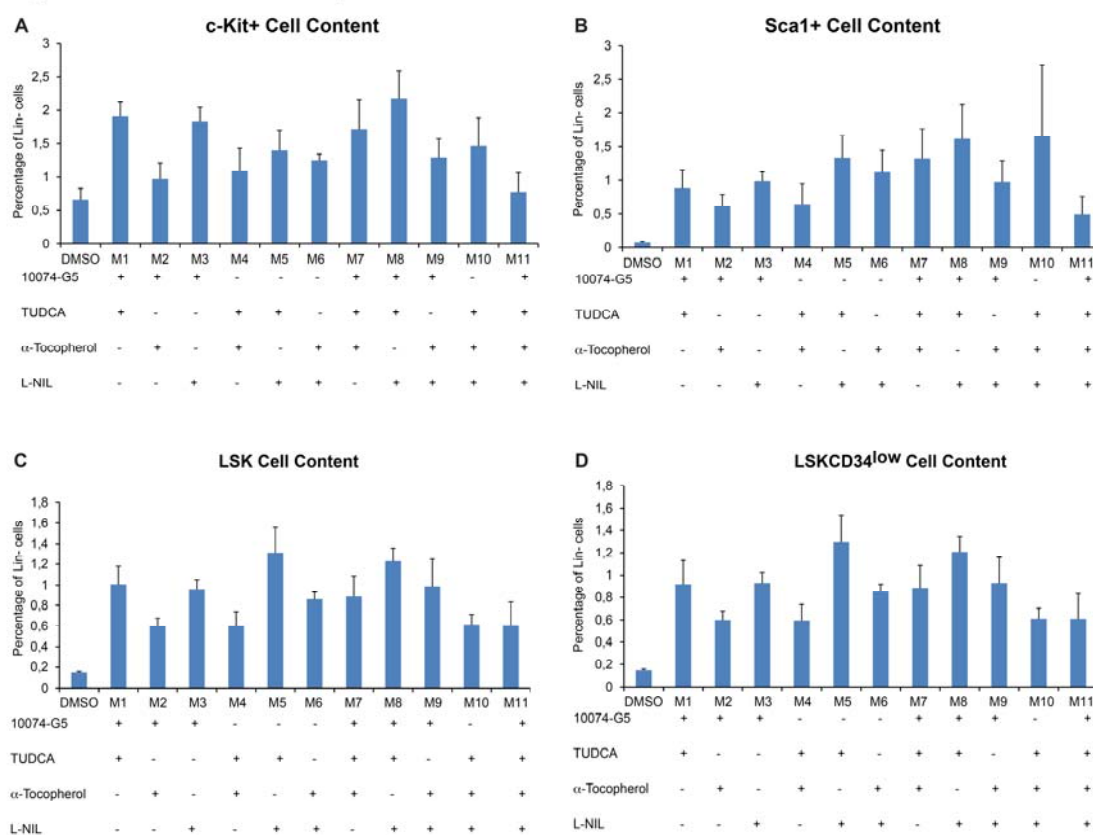 A
c-Kit+ Cell Content
Percentage of Lin- cells
3
2,5
2
1,5
1
0,5
0
DMSO M1 M2 M3 M4 M5 M6 M7 M8 M9 M10 M11
10074-G5 + + + - - - + + + - +
TUDCA + - - + + - + + - + +
α-Tocopherol - + - + - + + - + + +
L-NIL - - + - + + - + + + +
B
Sca1+ Cell Content
Percentage of Lin- cells
3
2,5
2
1,5
1
0,5
0
DMSO M1 M2 M3 M4 M5 M6 M7 M8 M9 M10 M11
10074-G5 + + + - - - + + + - +
TUDCA + - - + + - + + - + +
α-Tocopherol - + - + - + + - + + +
L-NIL - - + - + + - + + + +
C
LSK Cell Content
Percentage of Lin- cells
1,8
1,6
1,4
1,2
1
0,8
0,6
0,4
0,2
0
DMSO M1 M2 M3 M4 M5 M6 M7 M8 M9 M10 M11
10074-G5 + + + - - - + + + - +
TUDCA + - - + + - + + - + +
α-Tocopherol - + - + - + + - + + +
L-NIL - - + - + + - + + + +
D
LSKCD34low Cell Content
Percentage of Lin- cells
1,8
1,6
1,4
1,2
1
0,8
0,6
0,4
0,2
0
DMSO M1 M2 M3 M4 M5 M6 M7 M8 M9 M10 M11
10074-G5 + + + - - - + + + - +
TUDCA + - - + + - + + - + +
α-Tocopherol - + - + - + + - + + +
L-NIL - - + - + + - + + + +